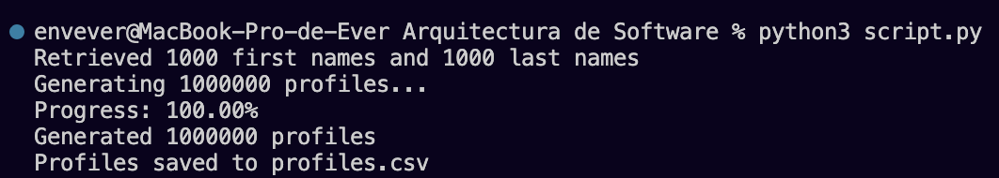 envever@MacBook-Pro-de-Ever Arquitectura de Software % python3 script.py
Retrieved 1000 first names and 1000 last names
Generating 1000000 profiles...
Progress: 100.00%
Generated 1000000 profiles
Profiles saved to profiles.csv